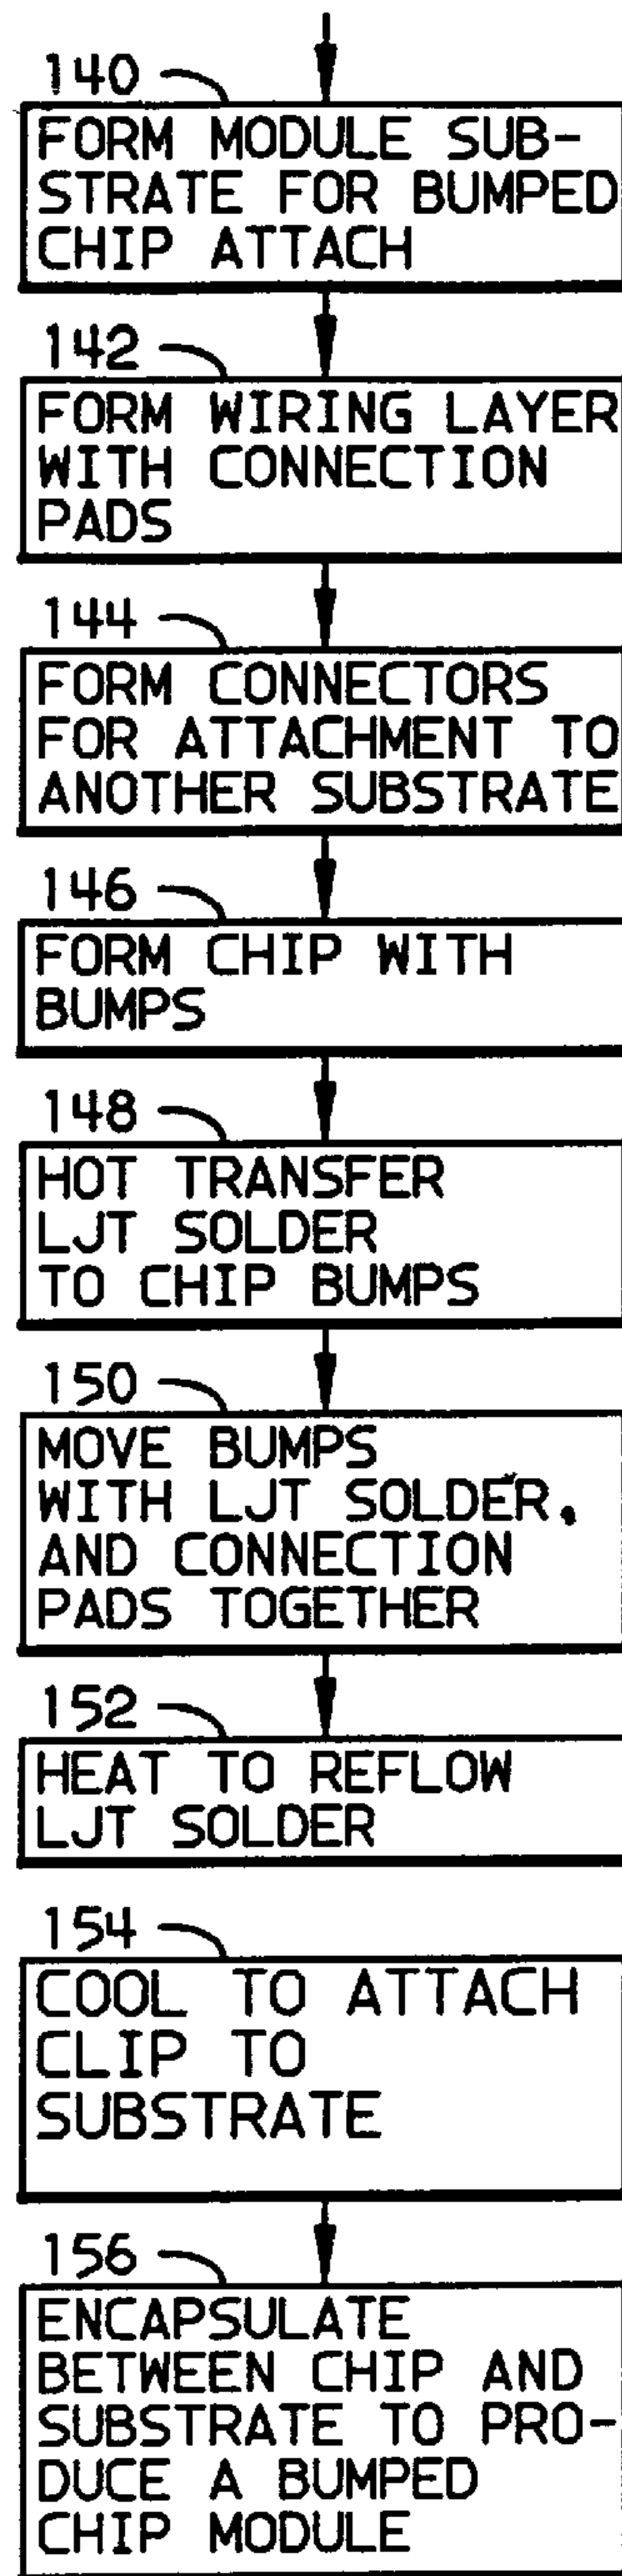 140
FORM MODULE SUB-
STRATE FOR BUMPED
CHIP ATTACH
142
FORM WIRING LAYER
WITH CONNECTION
PADS
144
FORM CONNECTORS
FOR ATTACHMENT TO
ANOTHER SUBSTRATE
146
FORM CHIP WITH
BUMPS
148
HOT TRANSFER
LJT SOLDER
TO CHIP BUMPS
150
MOVE BUMPS
WITH LJT SOLDER.
AND CONNECTION
PADS TOGETHER
152
HEAT TO REFLOW
LJT SOLDER
154
COOL TO ATTACH
CLIP TO
SUBSTRATE
156
ENCAPSULATE
BETWEEN CHIP AND
SUBSTRATE TO PRO-
DUCE A BUMPED
CHIP MODULE